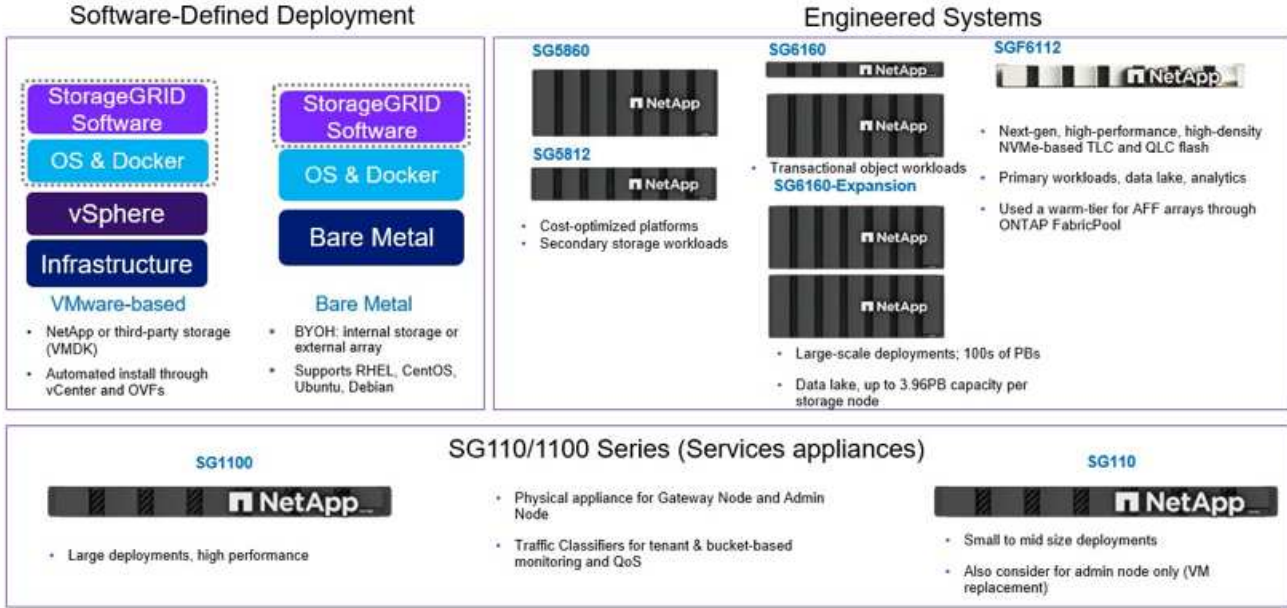 Software-Defined Deployment
StorageGRID
Software
OS & Docker
vSphere
Infrastructure
VMware-based
• NetApp or third-party storage
(VMDK)
• Automated install through
vCenter and OVFs
StorageGRID
Software
OS & Docker
Bare Metal
Bare Metal
• BYOH: internal storage or
external array
• Supports RHEL, CentOS,
Ubuntu, Debian
Engineered Systems
SG5860
NetApp
SG5812
NetApp
• Cost-optimized platforms
• Secondary storage workloads
SG6160
NetApp
NetApp
• Transactional object workloads
SG6160-Expansion
NetApp
NetApp
• Large-scale deployments; 100s of PBs
• Data lake, up to 3.96PB capacity per
storage node
SGF6112
NetApp
• Next-gen, high-performance, high-density
NVMe-based TLC and QLC flash
• Primary workloads, data lake, analytics
• Used a warm-tier for AFF arrays through
ONTAP FabricPool
SG110/1100 Series (Services appliances)
SG1100
NetApp
• Large deployments, high performance
• Physical appliance for Gateway Node and Admin
Node
• Traffic Classifiers for tenant & bucket-based
monitoring and QoS
SG110
NetApp
• Small to mid size deployments
• Also consider for admin node only (VM
replacement)